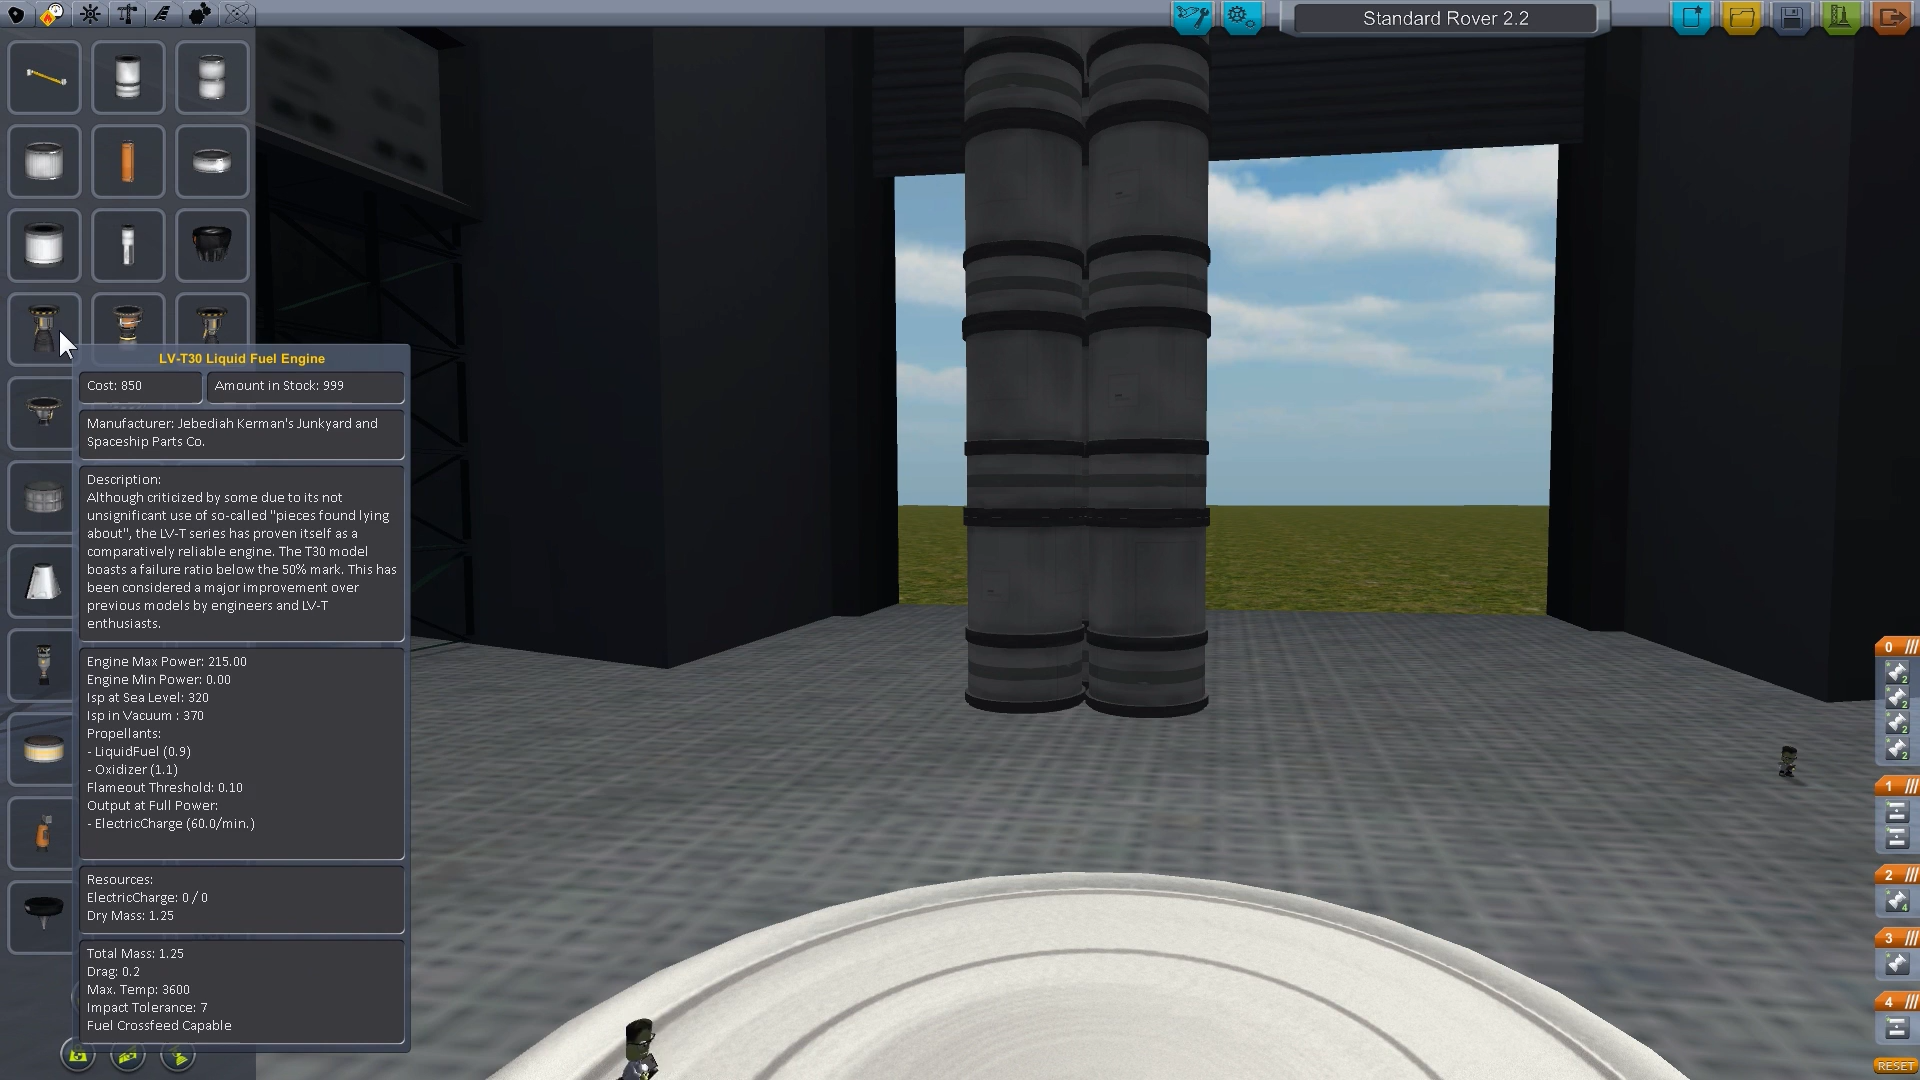 Standard Rover 2.2
LV-T30 Liquid Fuel Engine
Cost: 850
Amount in Stock: 999
Manufacturer: Jebediah Kerman's Junkyard and
Spaceship Parts Co.
Description:
Although criticized by some due to its not
unsignificant use of so-called "pieces found lying
about", the LV-T series has proven itself as a
comparatively reliable engine. The T30 model
boasts a failure ratio below the 50% mark. This has
been considered a major improvement over
previous models by engineers and LV-T
enthusiasts.
Engine Max Power: 215.00
Engine Min Power: 0.00
Isp at Sea Level: 320
Isp in Vacuum : 370
Propellants:
- LiquidFuel (0.9)
- Oxidizer (1.1)
Flameout Threshold: 0.10
Output at Full Power:
- ElectricCharge (60.0/min.)
Resources:
ElectricCharge: 0 / 0
Dry Mass: 1.25
Total Mass: 1.25
Drag: 0.2
Max. Temp: 3600
Impact Tolerance: 7
Fuel Crossfeed Capable
0
2
2
2
2
1
2
4
3
4
RESET